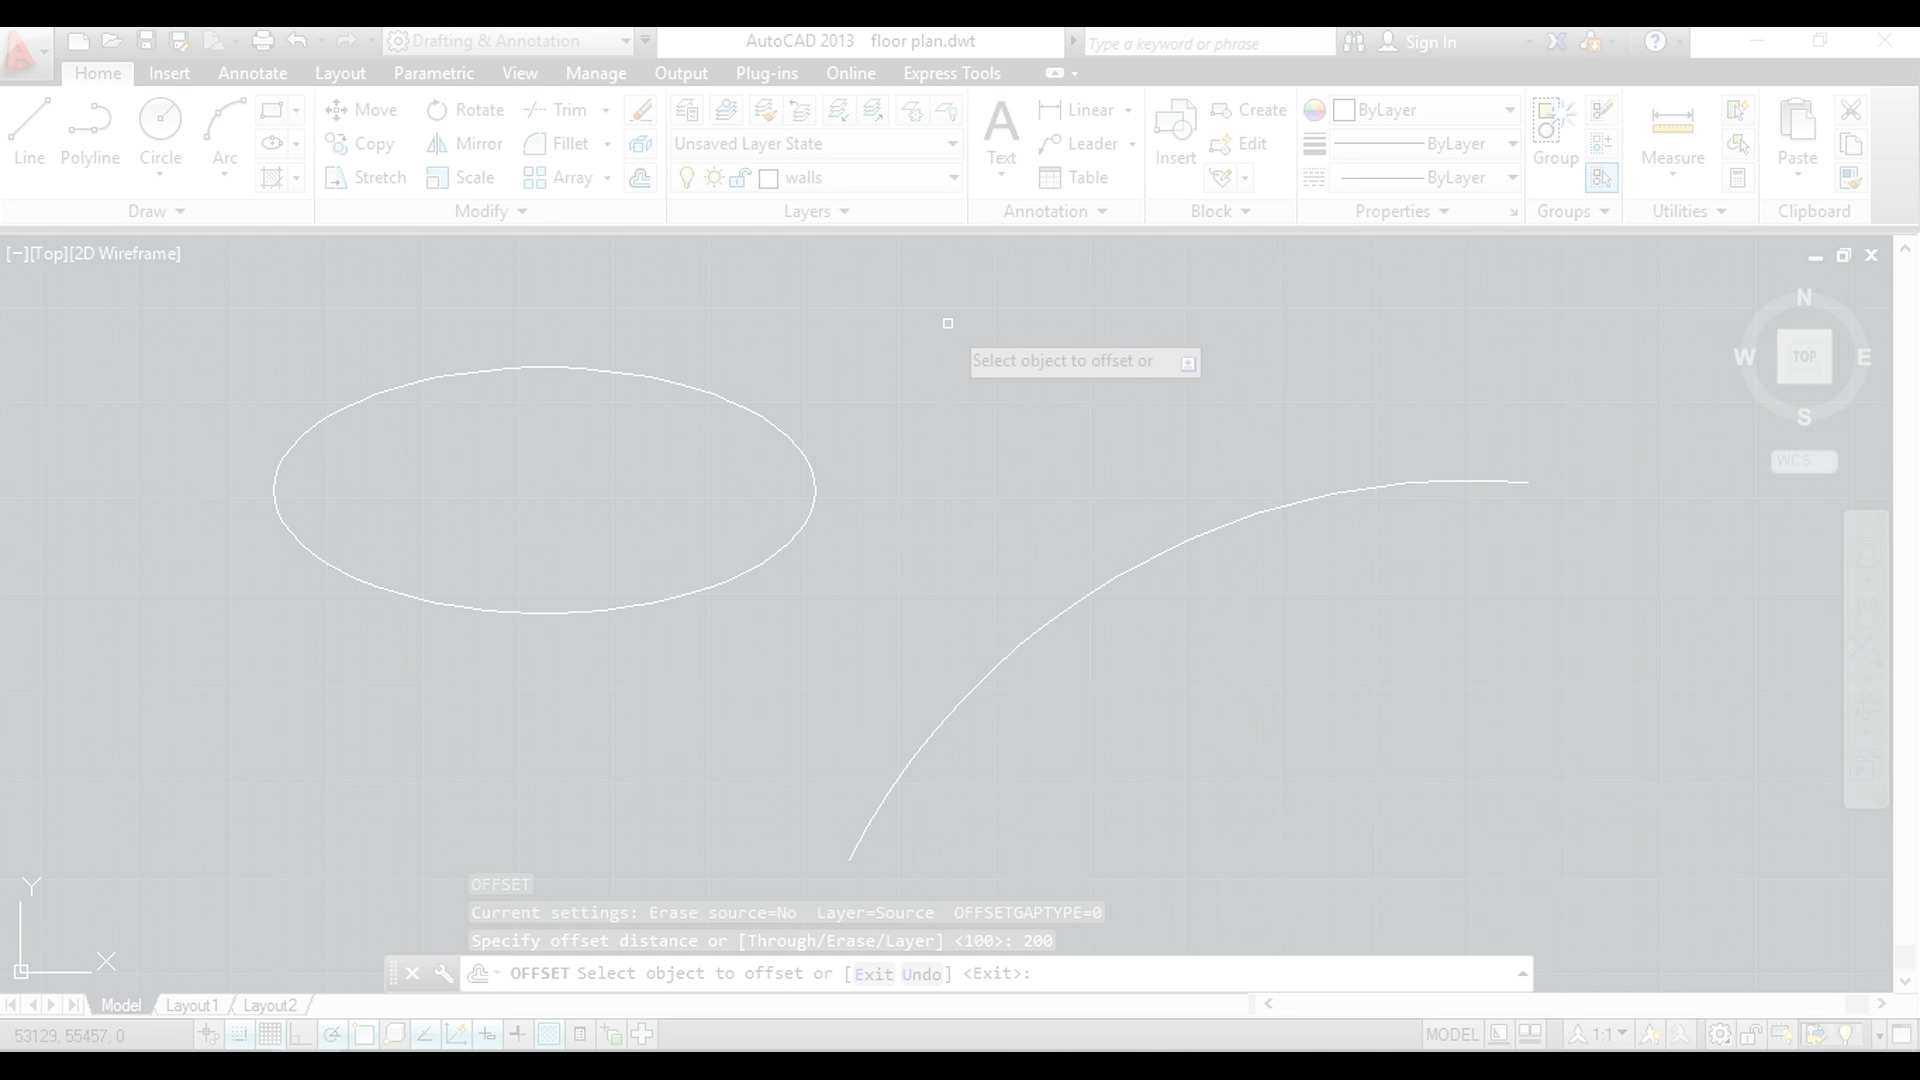 Drafting & Annotation
AutoCAD 2013 floor plan.dwt
Type a keyword or phrase
Sign In
Home Insert Annotate Layout Parametric View Manage Output Plug-ins Online Express Tools
Line Polyline Circle Arc
Move Rotate Trim
Copy Mirror Fillet
Stretch Scale Array
Unsaved Layer State
walls
Text
Linear
Leader
Table
Insert
Create
Edit
ByLayer
ByLayer
ByLayer
Group
Measure
Paste
Draw Modify Layers Annotation Block Properties Groups Utilities Clipboard
[−][Top][2D Wireframe]
N
W TOP E
S
WCS
Select object to offset or
Y
X
OFFSET
Current settings: Erase source=No Layer=Source OFFSETGAPTYPE=0
Specify offset distance or [Through/Erase/Layer] <100>: 200
OFFSET Select object to offset or [Exit Undo] <Exit>:
Model Layout1 Layout2
53129, 55457, 0
MODEL
1:1